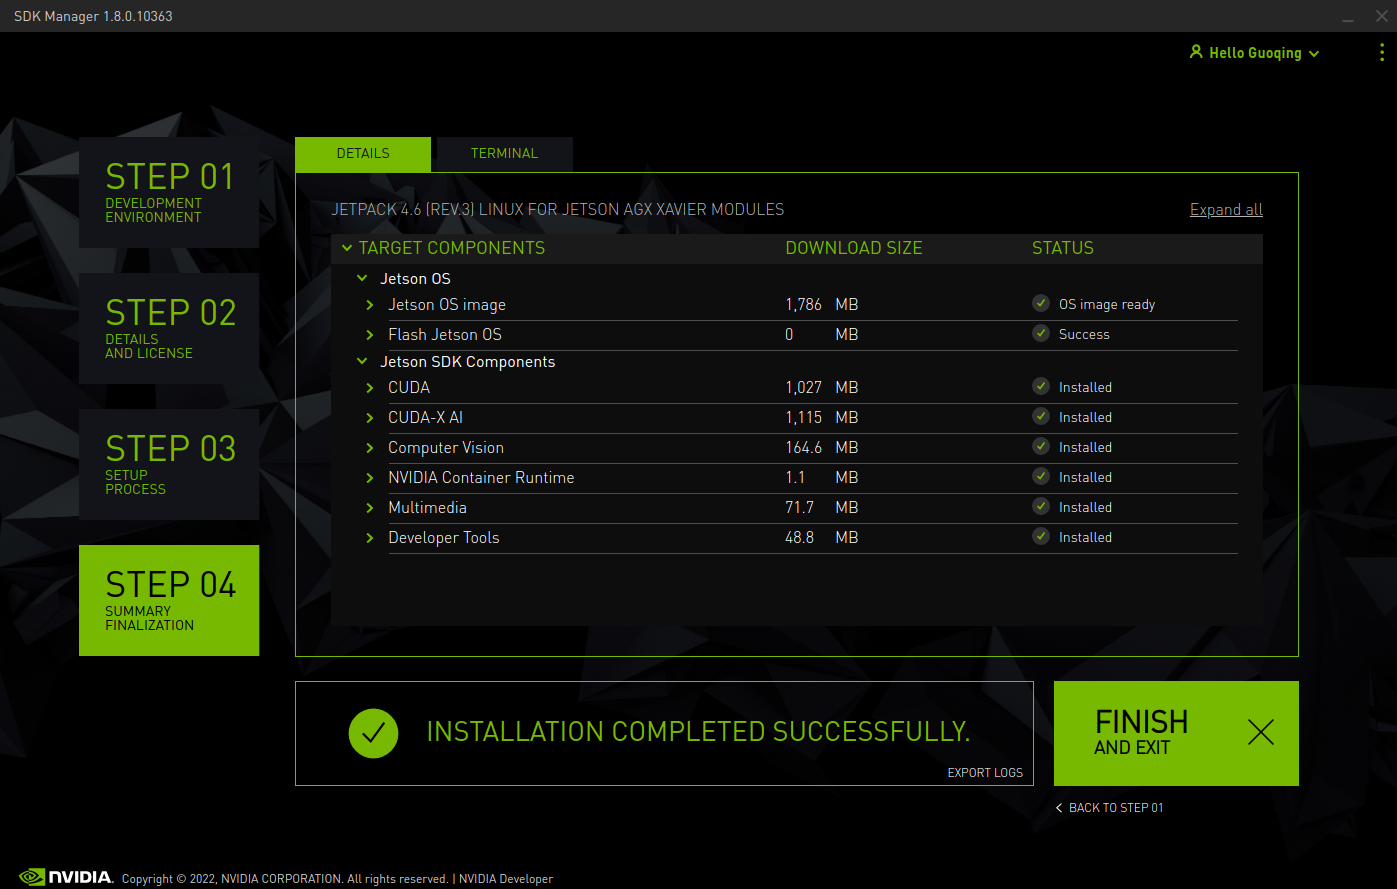 SDK Manager 1.8.0.10363
Hello Guoqing
STEP 01
DEVELOPMENT
ENVIRONMENT
STEP 02
DETAILS
AND LICENSE
STEP 03
SETUP
PROCESS
STEP 04
SUMMARY
FINALIZATION
DETAILS TERMINAL
JETPACK 4.6 (REV.3) LINUX FOR JETSON AGX XAVIER MODULES Expand all
TARGET COMPONENTS DOWNLOAD SIZE STATUS
Jetson OS
Jetson OS image 1,786 MB OS image ready
Flash Jetson OS 0 MB Success
Jetson SDK Components
CUDA 1,027 MB Installed
CUDA-X AI 1,115 MB Installed
Computer Vision 164.6 MB Installed
NVIDIA Container Runtime 1.1 MB Installed
Multimedia 71.7 MB Installed
Developer Tools 48.8 MB Installed
INSTALLATION COMPLETED SUCCESSFULLY.
EXPORT LOGS
FINISH
AND EXIT
BACK TO STEP 01
NVIDIA. Copyright © 2022, NVIDIA CORPORATION. All rights reserved. | NVIDIA Developer